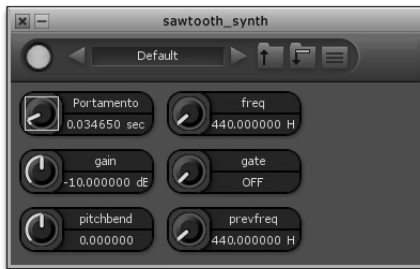 sawtooth_synth
Default
Portamento
0.034650 sec
freq
440.000000 H
gain
-10.000000 dB
gate
OFF
pitchbend
0.000000
prevfreq
440.000000 H